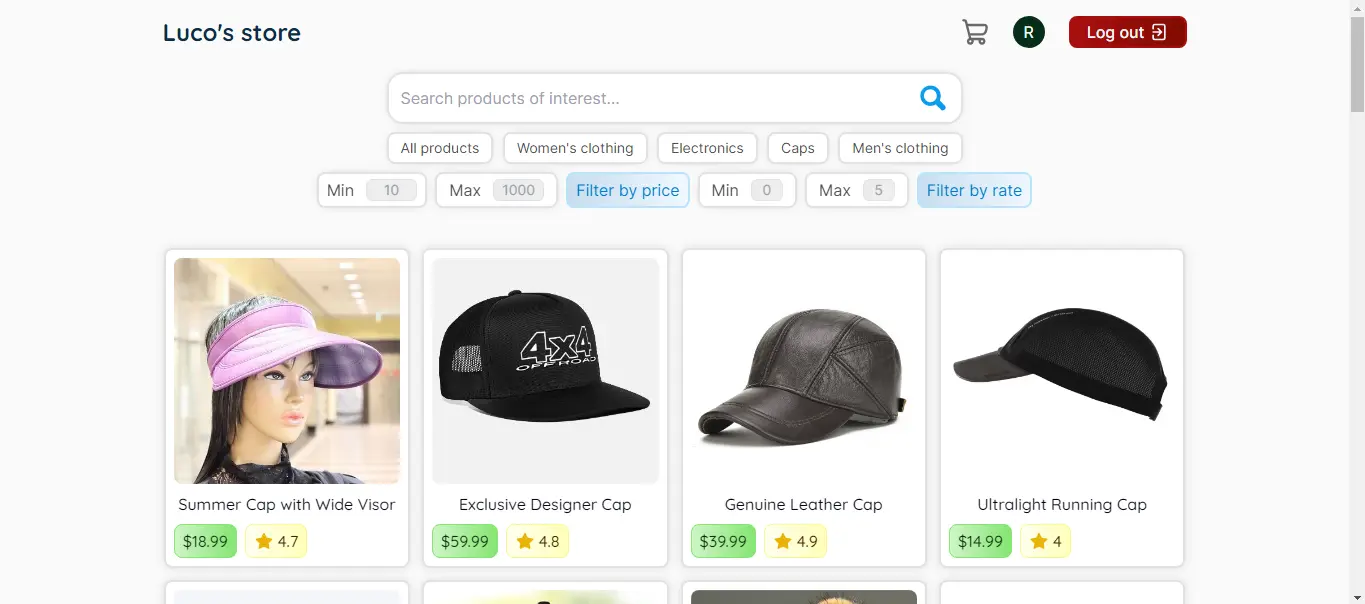 Luco's store
R
Log out
Search products of interest...
All products
Women's clothing
Electronics
Caps
Men's clothing
Min 10
Max 1000
Filter by price
Min 0
Max 5
Filter by rate
4x4
OFFROAD
Summer Cap with Wide Visor
Exclusive Designer Cap
Genuine Leather Cap
Ultralight Running Cap
$18.99
4.7
$59.99
4.8
$39.99
4.9
$14.99
4